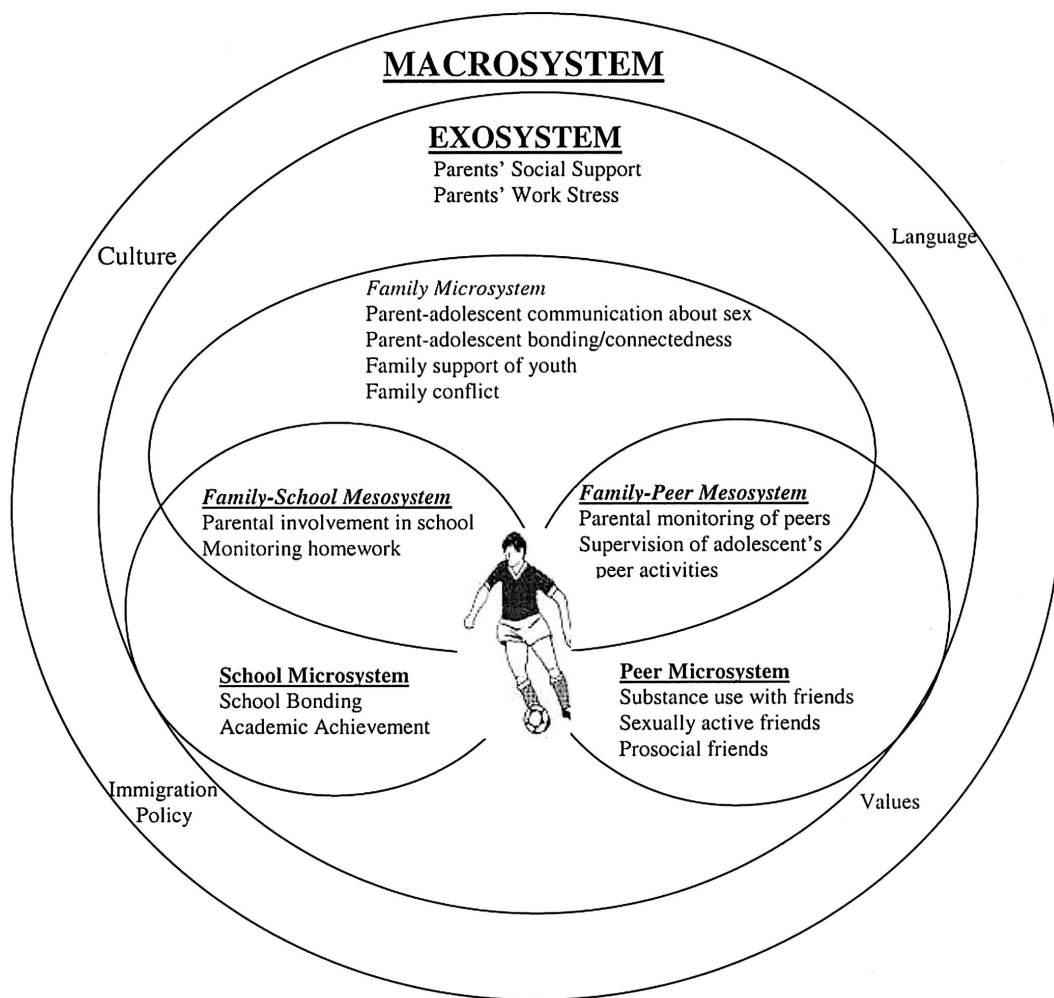 MACROSYSTEM
EXOSYSTEM
Parents' Social Support
Parents' Work Stress
Culture
Language
Family Microsystem
Parent-adolescent communication about sex
Parent-adolescent bonding/connectedness
Family support of youth
Family conflict
Family-School Mesosystem
Parental involvement in school
Monitoring homework
Family-Peer Mesosystem
Parental monitoring of peers
Supervision of adolescent's
peer activities
School Microsystem
School Bonding
Academic Achievement
Peer Microsystem
Substance use with friends
Sexually active friends
Prosocial friends
Immigration
Policy
Values